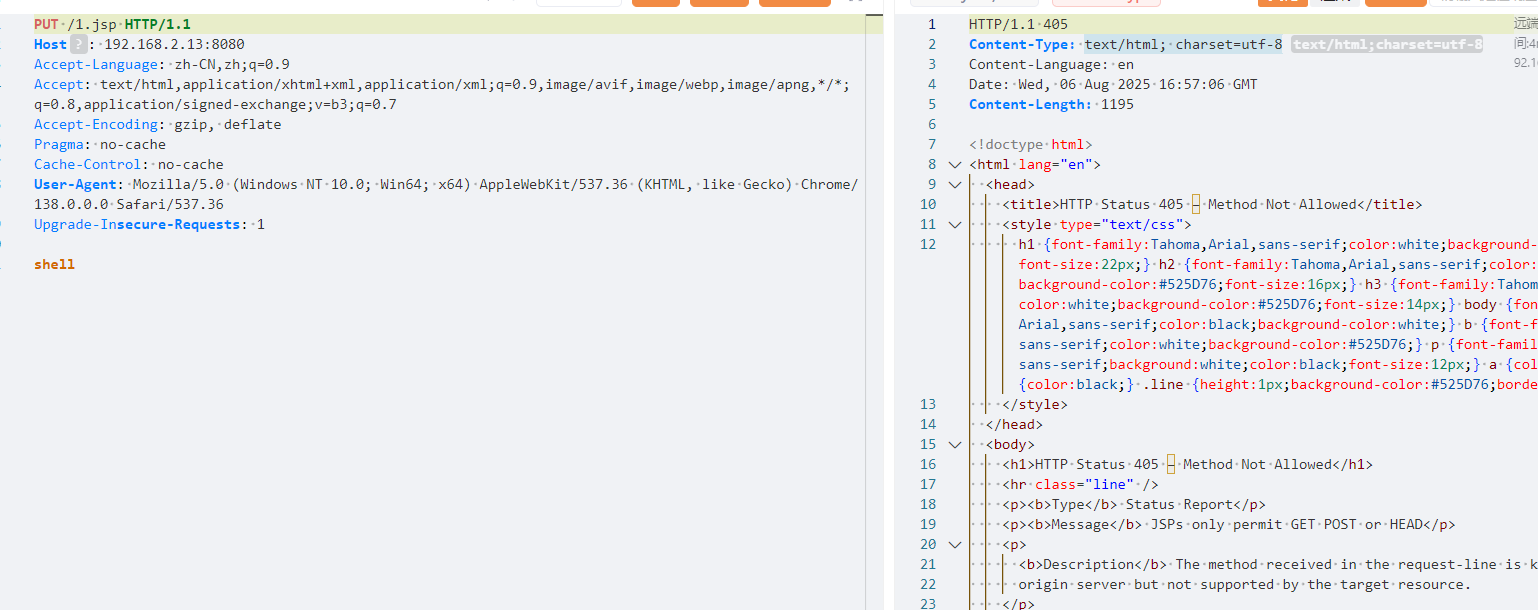 PUT /1.jsp HTTP/1.1
Host ? : 192.168.2.13:8080
Accept-Language: zh-CN,zh;q=0.9
Accept: text/html,application/xhtml+xml,application/xml;q=0.9,image/avif,image/webp,image/apng,*/*;
q=0.8,application/signed-exchange;v=b3;q=0.7
Accept-Encoding: gzip, deflate
Pragma: no-cache
Cache-Control: no-cache
User-Agent: Mozilla/5.0 (Windows NT 10.0; Win64; x64) AppleWebKit/537.36 (KHTML, like Gecko) Chrome/
138.0.0.0 Safari/537.36
Upgrade-Insecure-Requests: 1
shell
1 HTTP/1.1 405
2 Content-Type: text/html; charset=utf-8 text/html;charset=utf-8
3 Content-Language: en
4 Date: Wed, 06 Aug 2025 16:57:06 GMT
5 Content-Length: 1195
6
7 <!doctype html>
8 <html lang="en">
9 <head>
10 <title>HTTP Status 405 – Method Not Allowed</title>
11 <style type="text/css">
12 h1 {font-family:Tahoma,Arial,sans-serif;color:white;background-
font-size:22px;} h2 {font-family:Tahoma,Arial,sans-serif;color:
background-color:#525D76;font-size:16px;} h3 {font-family:Tahom
color:white;background-color:#525D76;font-size:14px;} body {fon
Arial,sans-serif;color:black;background-color:white;} b {font-f
sans-serif;color:white;background-color:#525D76;} p {font-famil
sans-serif;background:white;color:black;font-size:12px;} a {col
{color:black;} .line {height:1px;background-color:#525D76;borde
13 </style>
14 </head>
15 <body>
16 <h1>HTTP Status 405 – Method Not Allowed</h1>
17 <hr class="line" />
18 <p><b>Type</b> Status Report</p>
19 <p><b>Message</b> JSPs only permit GET POST or HEAD</p>
20 <p>
21 <b>Description</b> The method received in the request-line is k
22 origin server but not supported by the target resource.
23 </p>
远端
间:4
92.1